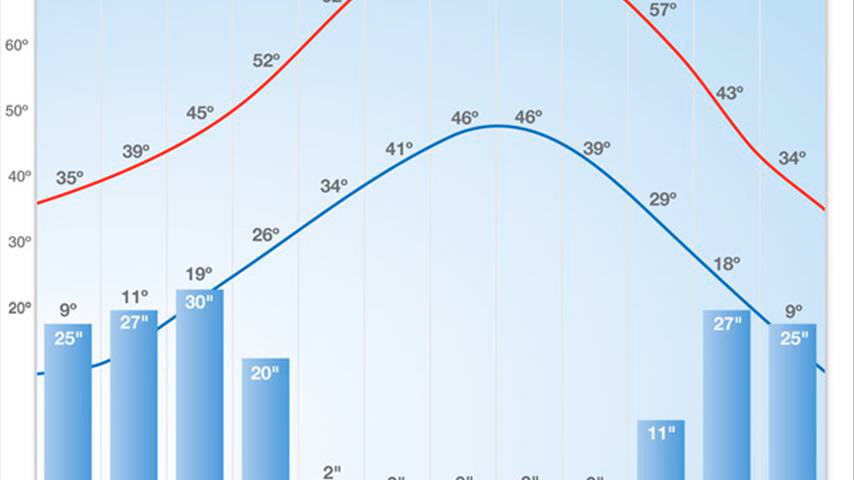 57º
60º
52º
43º
50º
45º
46º
46º
39º
41º
39º
34º
40º
35º
34º
29º
30º
26º
18º
19º
20º
9º
11º
9º
30"
25"
27"
27"
25"
20"
11"
2"